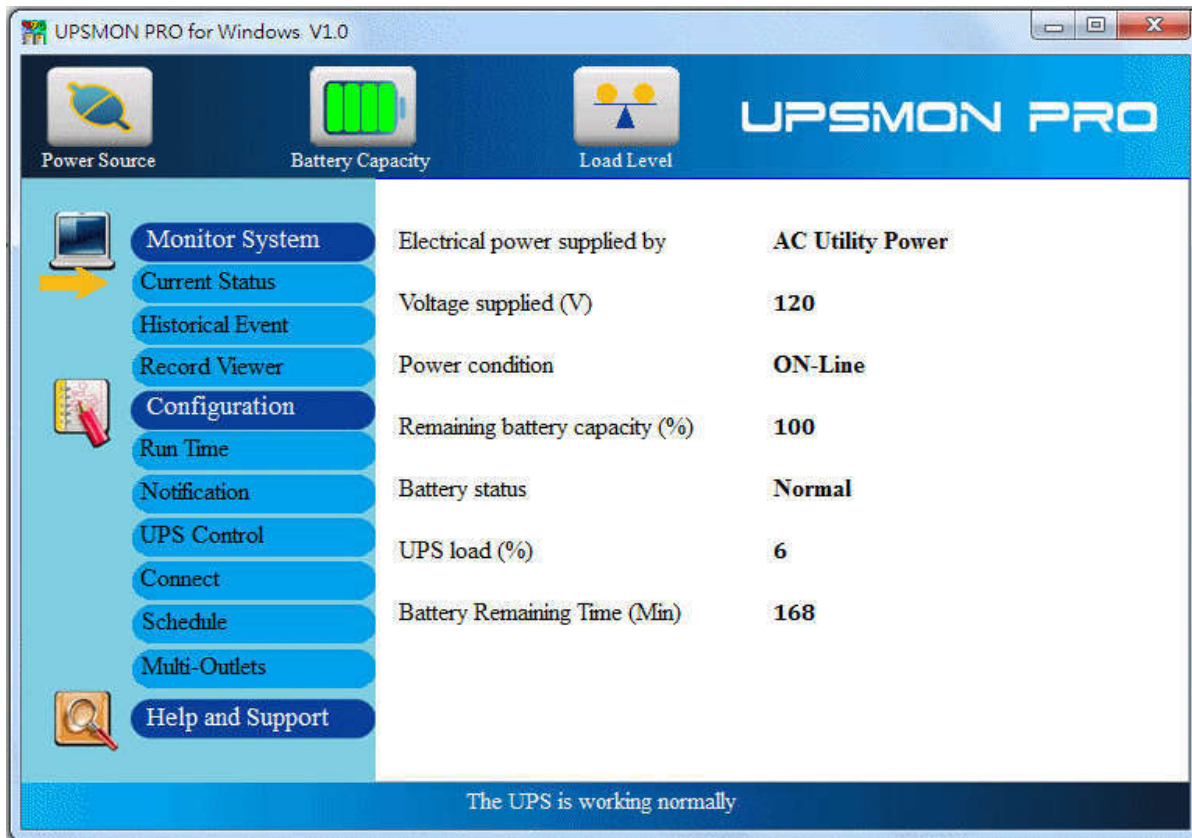 UPSMON PRO for Windows V1.0
Power Source
Battery Capacity
Load Level
UPSMON PRO
Monitor System
Current Status
Historical Event
Record Viewer
Configuration
Run Time
Notification
UPS Control
Connect
Schedule
Multi-Outlets
Help and Support
Electrical power supplied by AC Utility Power
Voltage supplied (V) 120
Power condition ON-Line
Remaining battery capacity (%) 100
Battery status Normal
UPS load (%) 6
Battery Remaining Time (Min) 168
The UPS is working normally